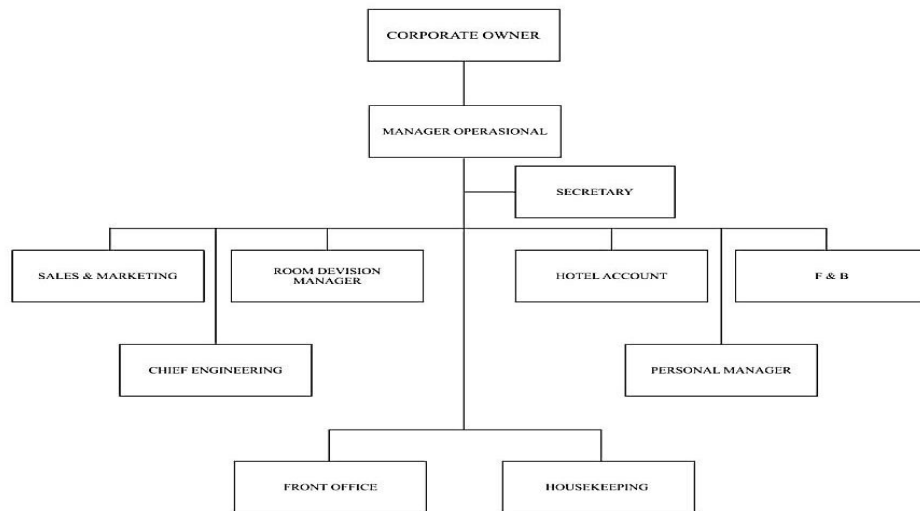 CORPORATE OWNER
MANAGER OPERASIONAL
SECRETARY
SALES & MARKETING
ROOM DEVISION
MANAGER
HOTEL ACCOUNT
F & B
CHIEF ENGINEERING
PERSONAL MANAGER
FRONT OFFICE
HOUSEKEEPING